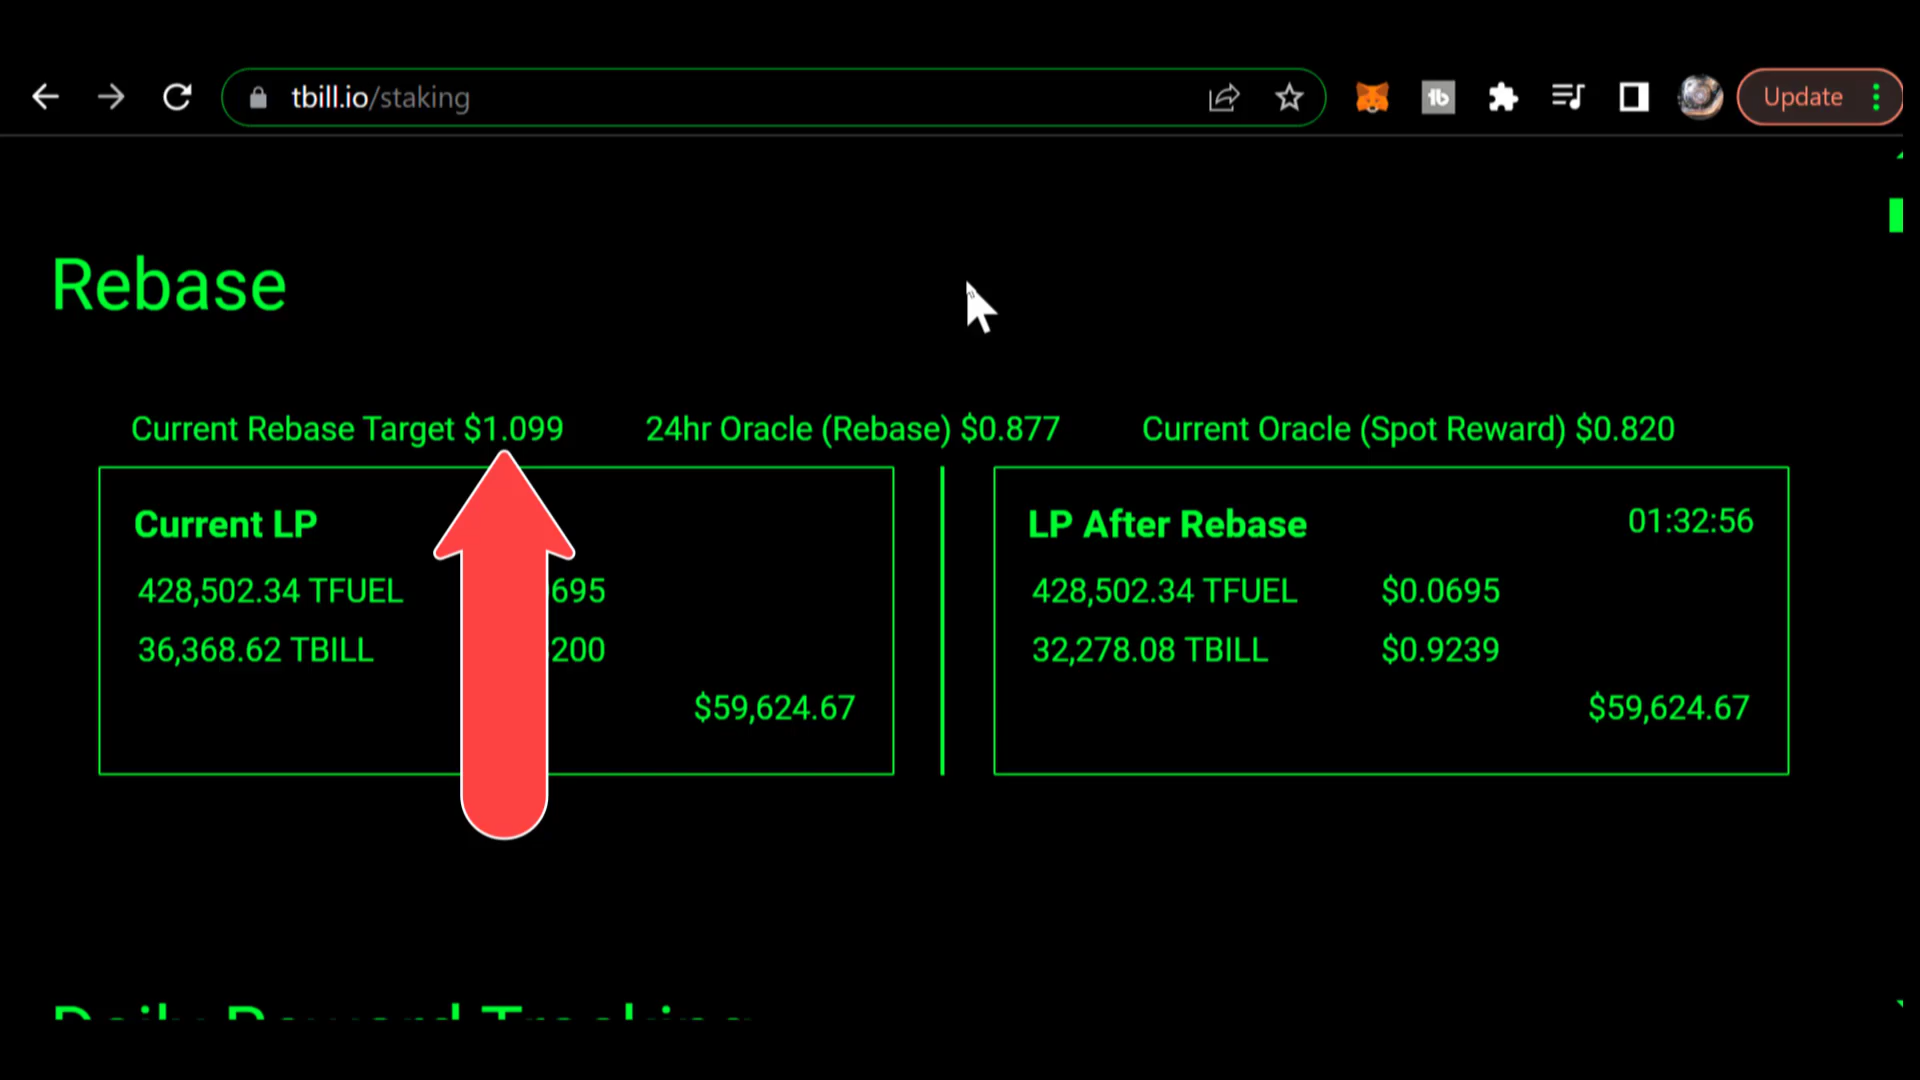 tbill.io/staking
Update
Rebase
Current Rebase Target $1.099
24hr Oracle (Rebase) $0.877
Current Oracle (Spot Reward) $0.820
Current LP
428,502.34 TFUEL
695
36,368.62 TBILL
200
$59,624.67
LP After Rebase
01:32:56
428,502.34 TFUEL
$0.0695
32,278.08 TBILL
$0.9239
$59,624.67
Daily Reward Tracking